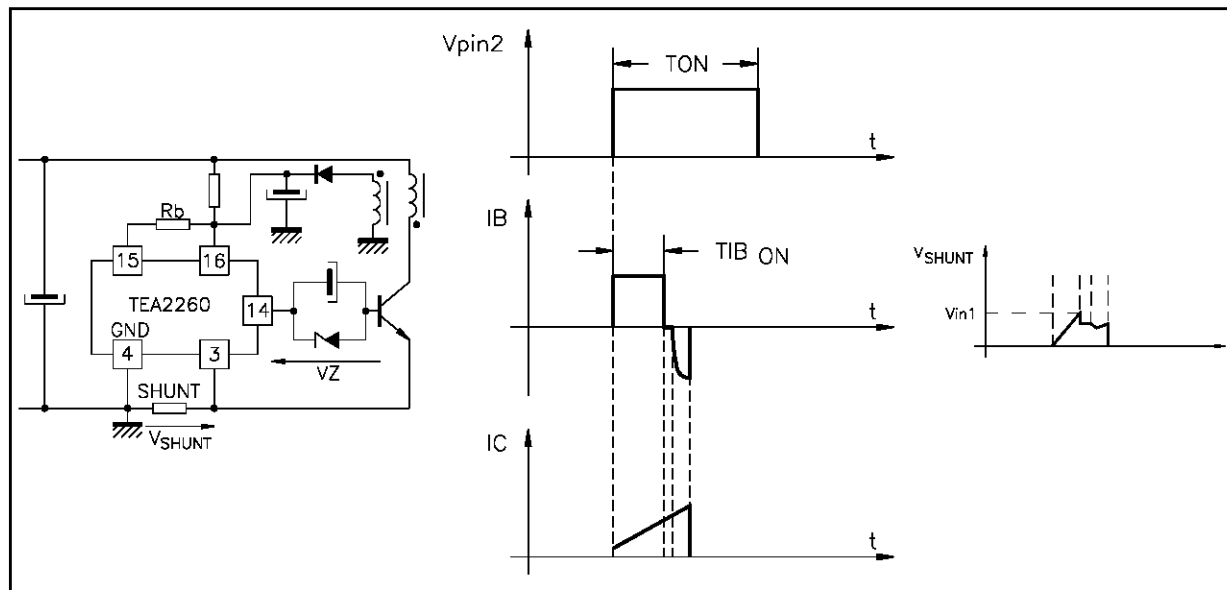 Rb
15
16
TEA2260
14
GND
4
3
VZ
SHUNT
VSHUNT
Vpin2
TON
t
IB
TIB ON
t
IC
t
VSHUNT
Vin1